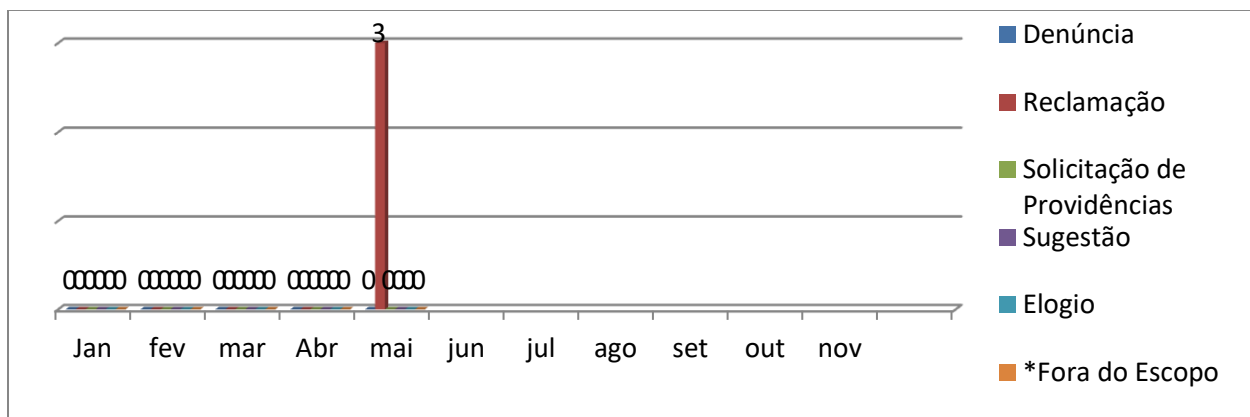 3
000000 000000 000000 000000 0 0000
Jan fev mar Abr mai jun jul ago set out nov
Denúncia
Reclamação
Solicitação de
Providências
Sugestão
Elogio
*Fora do Escopo